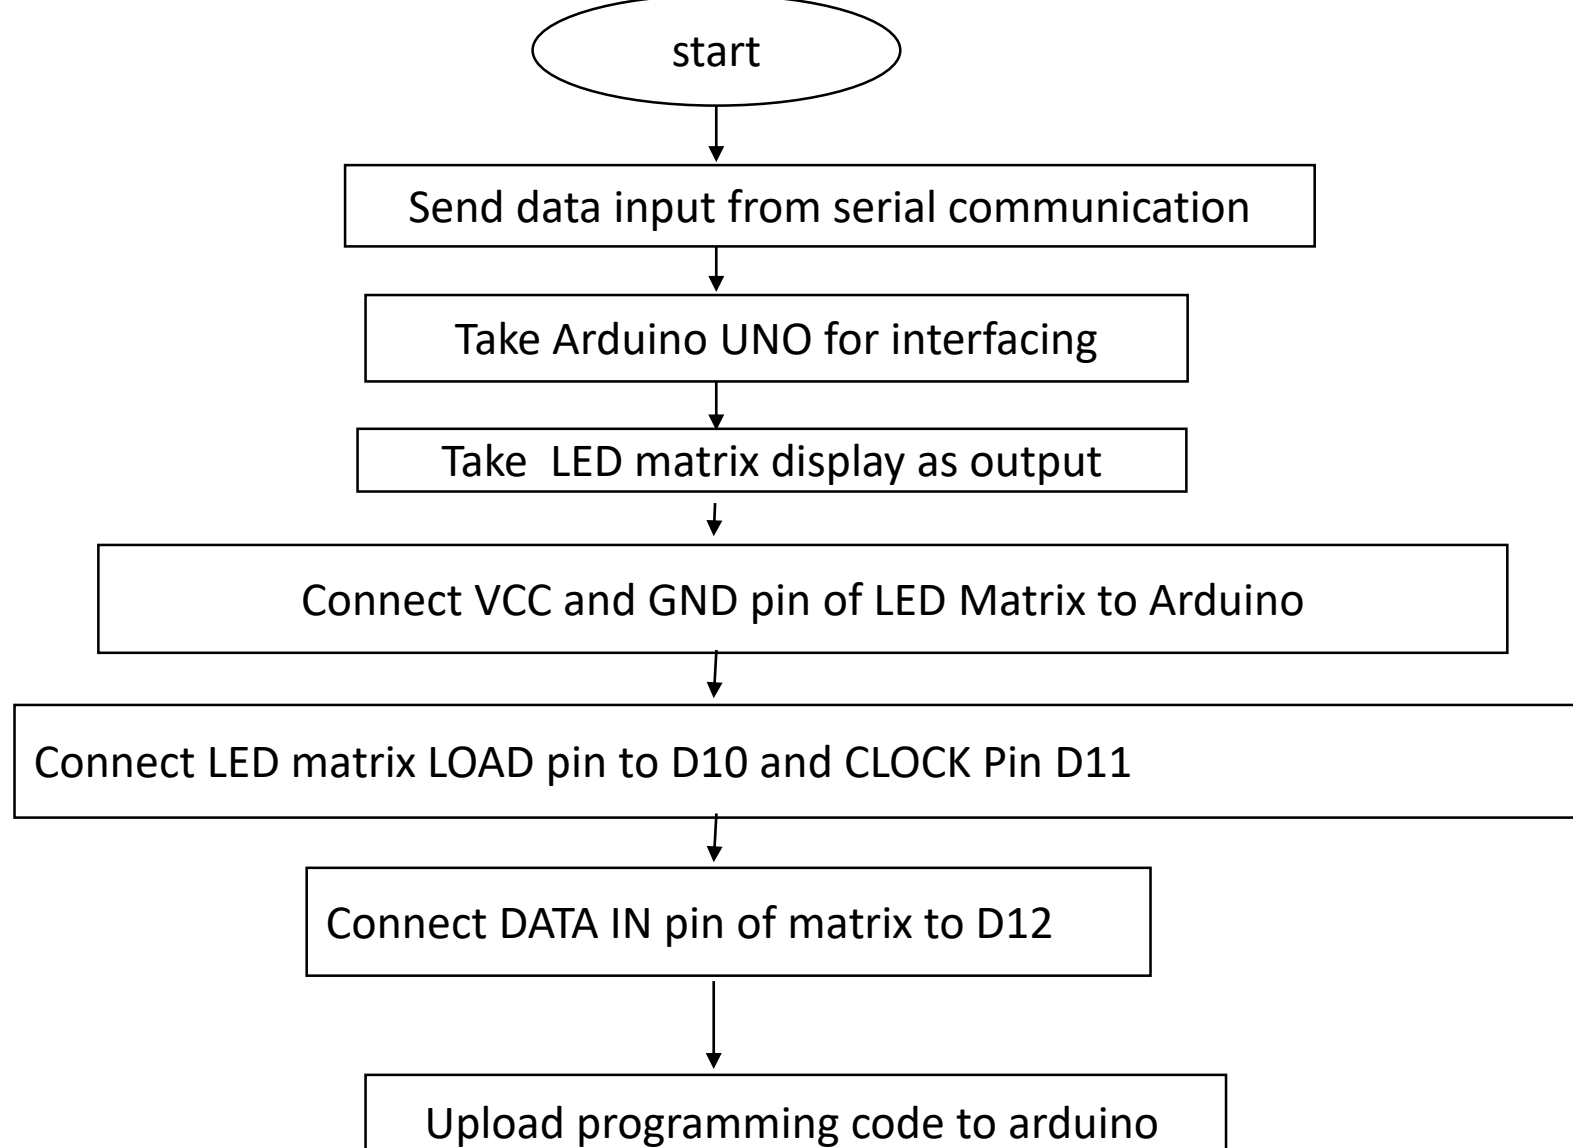 start
Send data input from serial communication
Take Arduino UNO for interfacing
Take  LED matrix display as output
Connect VCC and GND pin of LED Matrix to Arduino
Connect LED matrix LOAD pin to D10 and CLOCK Pin D11
Connect DATA IN pin of matrix to D12
Upload programming code to arduino